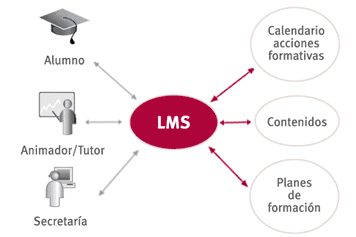 Alumno
Animador/Tutor
Secretaría
LMS
Calendario
acciones
formativas
Contenidos
Planes
de
formación